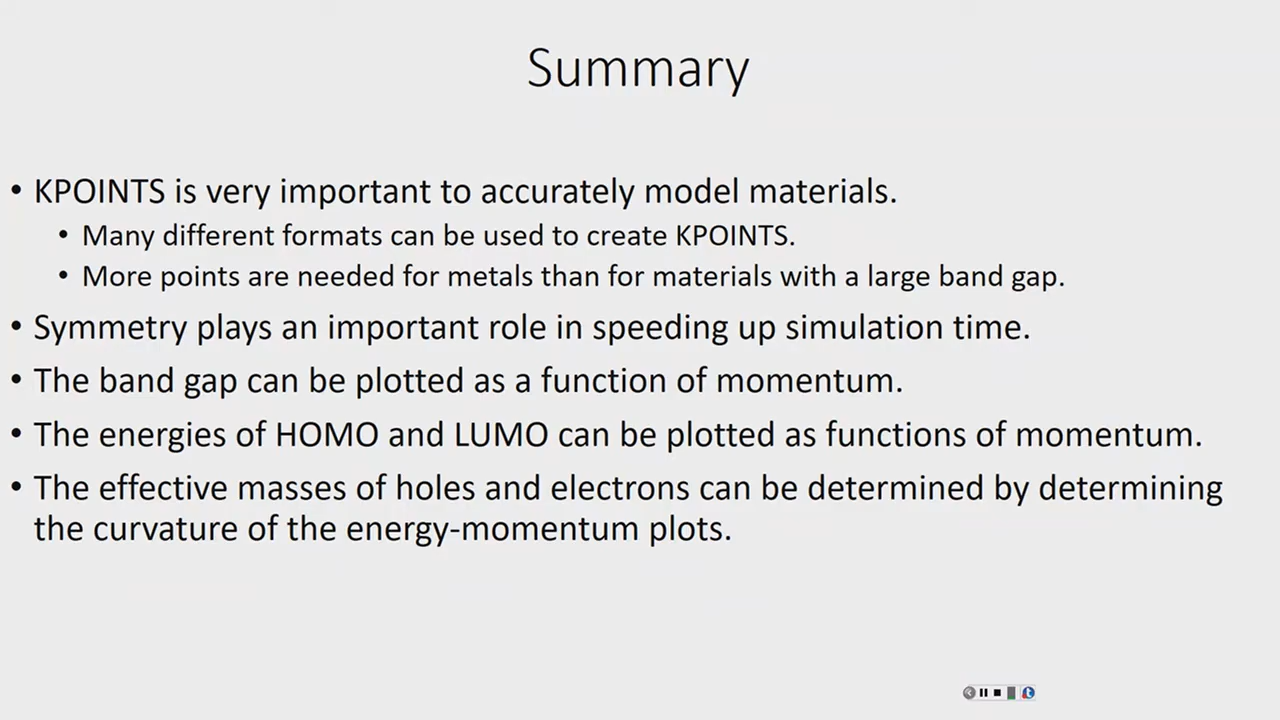 Summary
• KPOINTS is very important to accurately model materials.
• Many different formats can be used to create KPOINTS.
• More points are needed for metals than for materials with a large band gap.
• Symmetry plays an important role in speeding up simulation time.
• The band gap can be plotted as a function of momentum.
• The energies of HOMO and LUMO can be plotted as functions of momentum.
• The effective masses of holes and electrons can be determined by determining
the curvature of the energy-momentum plots.